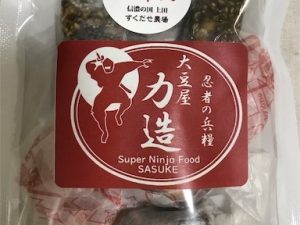 信濃の国 上田
すくだせ農場
忍者の兵糧
大豆屋
力造
Super Ninja Food
SASUKE